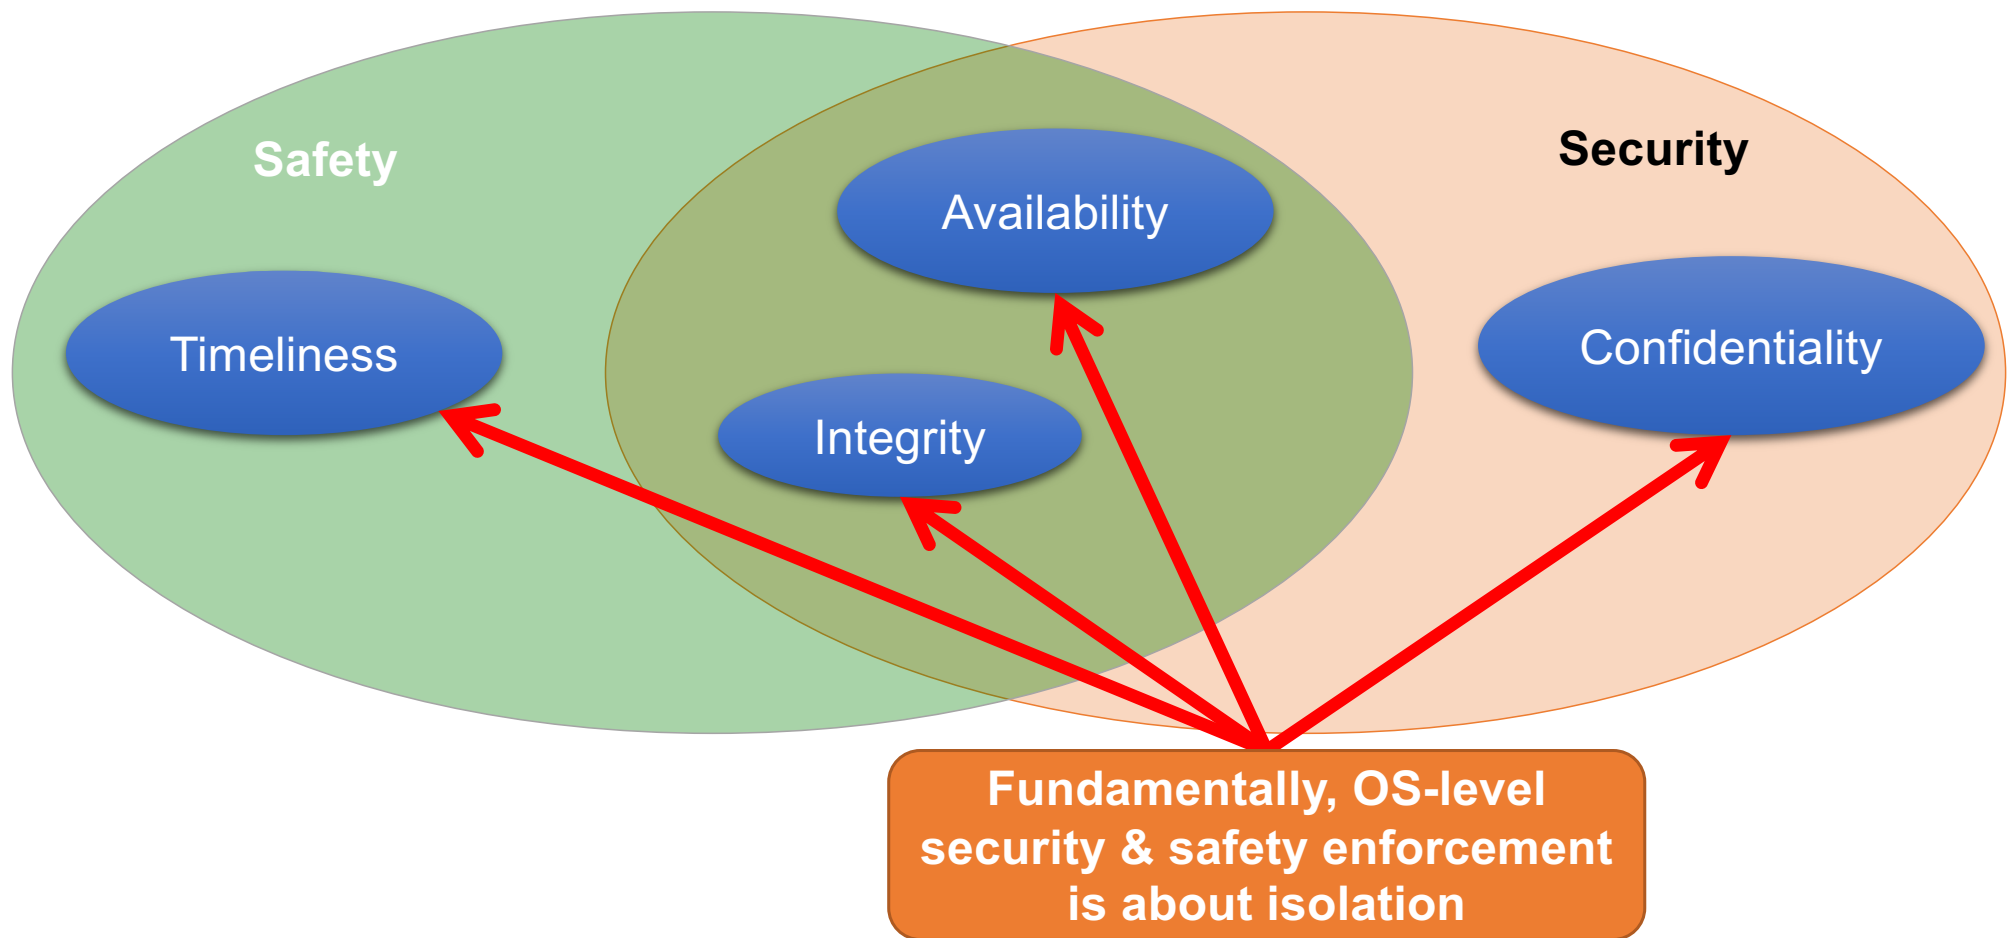 Safety
Security
Availability
Timeliness
Confidentiality
Integrity
Fundamentally, OS-level
security & safety enforcement
is about isolation